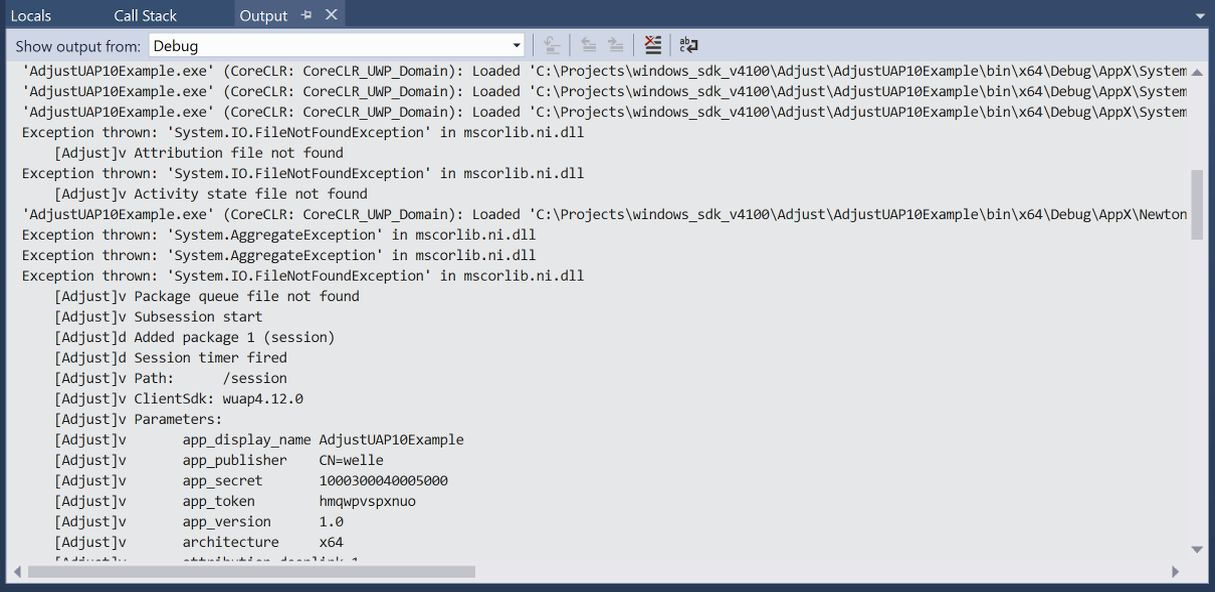 Locals Call Stack Output
Show output from: Debug
'AdjustUAP10Example.exe' (CoreCLR: CoreCLR_UWP_Domain): Loaded 'C:\Projects\windows_sdk_v4100\Adjust\AdjustUAP10Example\bin\x64\Debug\AppX\System
'AdjustUAP10Example.exe' (CoreCLR: CoreCLR_UWP_Domain): Loaded 'C:\Projects\windows_sdk_v4100\Adjust\AdjustUAP10Example\bin\x64\Debug\AppX\System
'AdjustUAP10Example.exe' (CoreCLR: CoreCLR_UWP_Domain): Loaded 'C:\Projects\windows_sdk_v4100\Adjust\AdjustUAP10Example\bin\x64\Debug\AppX\System
Exception thrown: 'System.IO.FileNotFoundException' in mscorlib.ni.dll
[Adjust]v Attribution file not found
Exception thrown: 'System.IO.FileNotFoundException' in mscorlib.ni.dll
[Adjust]v Activity state file not found
'AdjustUAP10Example.exe' (CoreCLR: CoreCLR_UWP_Domain): Loaded 'C:\Projects\windows_sdk_v4100\Adjust\AdjustUAP10Example\bin\x64\Debug\AppX\Newton
Exception thrown: 'System.AggregateException' in mscorlib.ni.dll
Exception thrown: 'System.AggregateException' in mscorlib.ni.dll
Exception thrown: 'System.IO.FileNotFoundException' in mscorlib.ni.dll
[Adjust]v Package queue file not found
[Adjust]v Subsession start
[Adjust]d Added package 1 (session)
[Adjust]d Session timer fired
[Adjust]v Path: /session
[Adjust]v ClientSdk: wuap4.12.0
[Adjust]v Parameters:
[Adjust]v app_display_name AdjustUAP10Example
[Adjust]v app_publisher CN=welle
[Adjust]v app_secret 1000300040005000
[Adjust]v app_token hmqwpvspxnuo
[Adjust]v app_version 1.0
[Adjust]v architecture x64